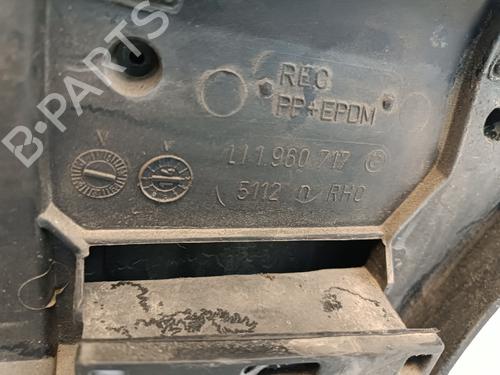 B-PARTS
REC
PP+EPDM
111.960 717
5112 n RHC